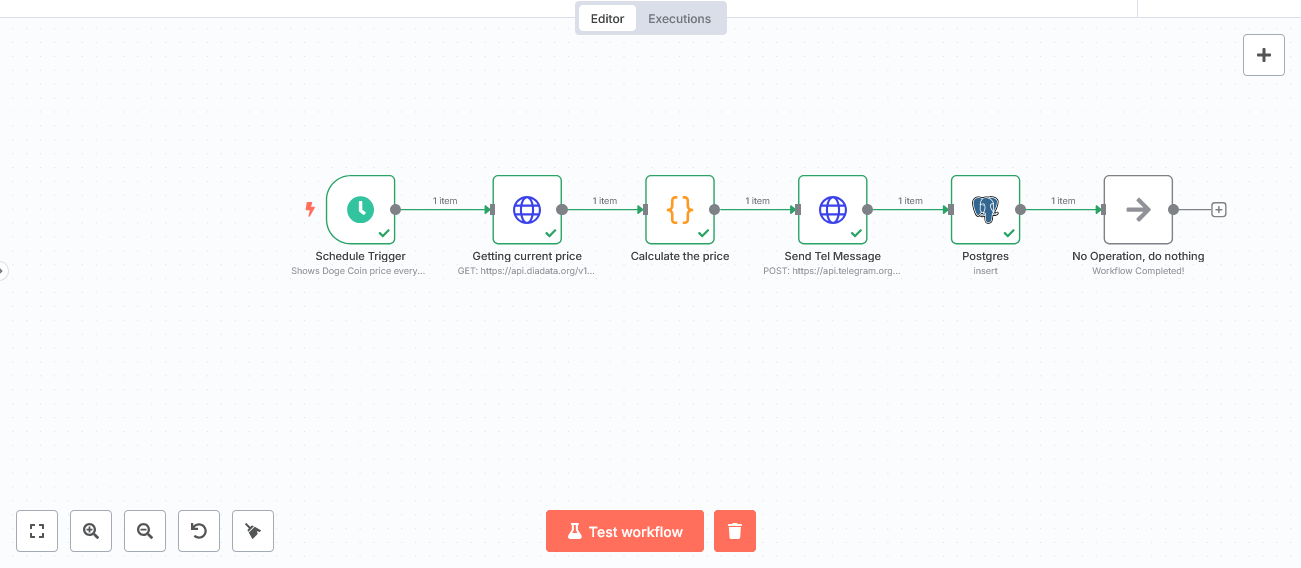 Editor
Executions
1 item
1 item
1 item
1 item
1 item
Schedule Trigger
Shows Doge Coin price every...
Getting current price
GET: https://api.diadata.org/v1...
Calculate the price
Send Tel Message
POST: https://api.telegram.org...
Postgres
insert
No Operation, do nothing
Workflow Completed!
Test workflow